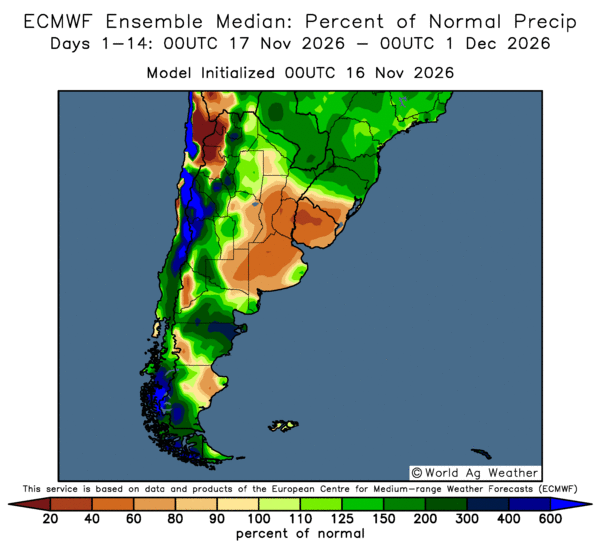 ECMWF Ensemble Median: Percent of Normal Precip
Days 1–14: 00UTC 17 Nov 2026 – 00UTC 1 Dec 2026
Model Initialized 00UTC 16 Nov 2026
©World Ag Weather
This service is based on data and products of the European Centre for Medium-range Weather Forecasts (ECMWF)
20 40 60 80 90 100 110 125 150 200 300 400 600
percent of normal